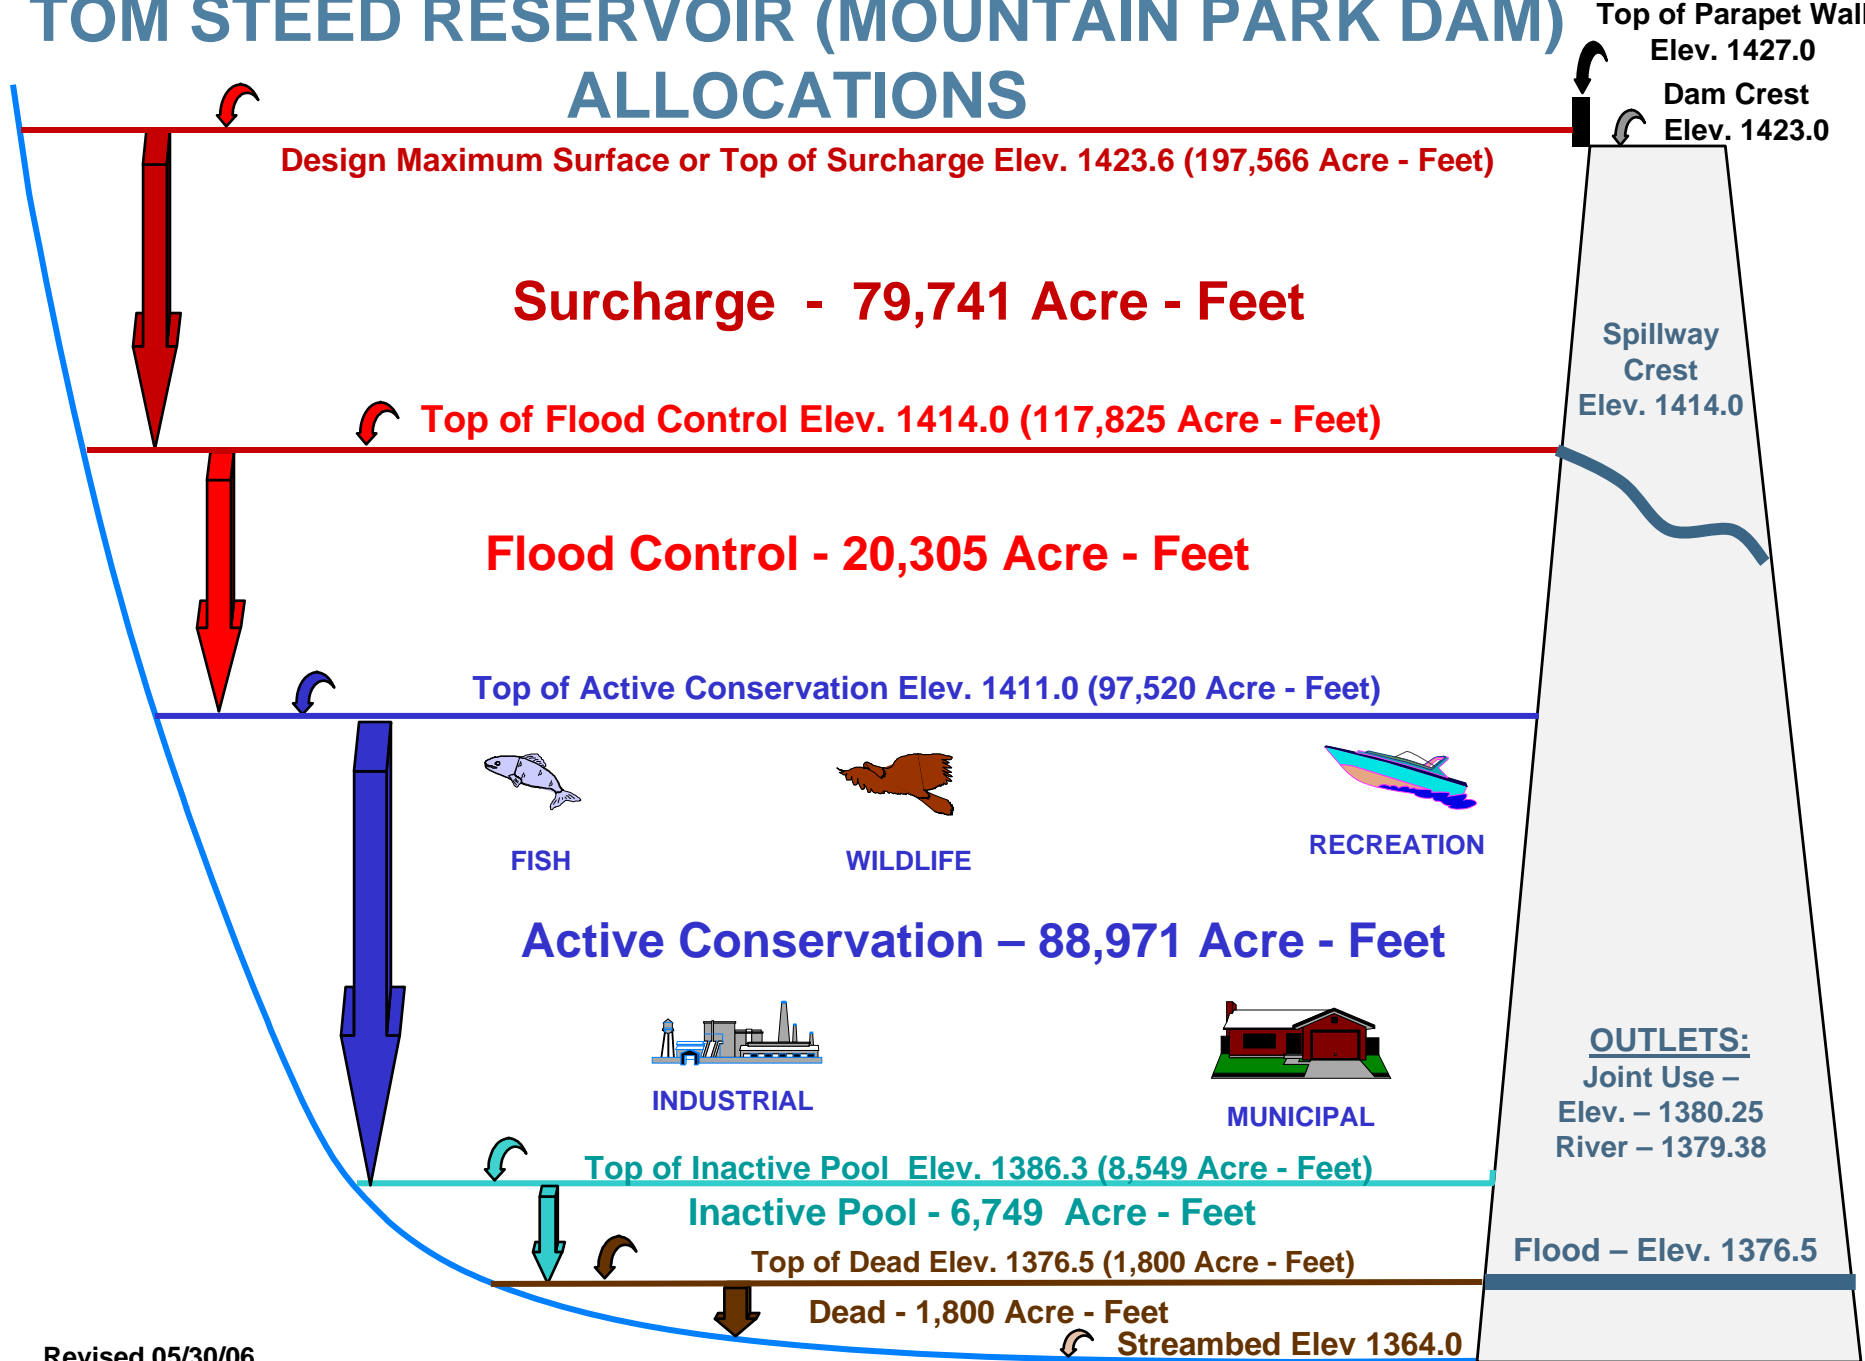 TOM STEED RESERVOIR (MOUNTAIN PARK DAM)
ALLOCATIONS
Top of Parapet Wall
Elev. 1427.0
Dam Crest
Elev. 1423.0
Design Maximum Surface or Top of Surcharge Elev. 1423.6 (197,566 Acre - Feet)
Surcharge - 79,741 Acre - Feet
Spillway
Crest
Elev. 1414.0
Top of Flood Control Elev. 1414.0 (117,825 Acre - Feet)
Flood Control - 20,305 Acre - Feet
Top of Active Conservation Elev. 1411.0 (97,520 Acre - Feet)
FISH
WILDLIFE
RECREATION
Active Conservation – 88,971 Acre - Feet
INDUSTRIAL
MUNICIPAL
OUTLETS:
Joint Use –
Elev. – 1380.25
River – 1379.38
Top of Inactive Pool Elev. 1386.3 (8,549 Acre - Feet)
Inactive Pool - 6,749 Acre - Feet
Flood – Elev. 1376.5
Top of Dead Elev. 1376.5 (1,800 Acre - Feet)
Dead - 1,800 Acre - Feet
Streambed Elev 1364.0
Revised 05/30/06